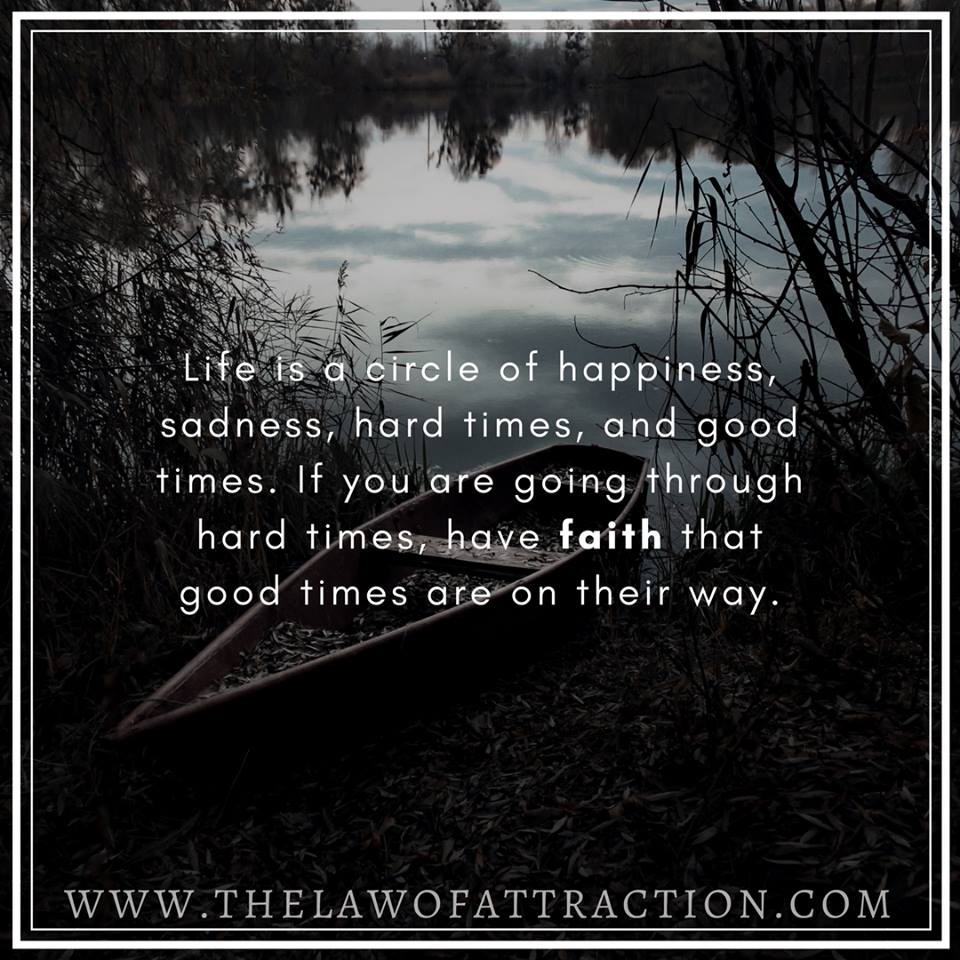 Life is a circle of happiness,
sadness, hard times, and good
times. If you are going through
hard times, have faith that
good times are on their way.
WWW.THELAWOFATTRACTION.COM